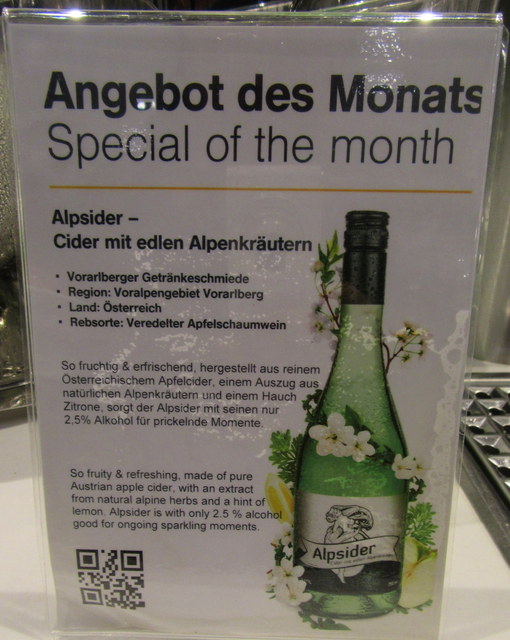 Angebot des Monats
Special of the month
Alpsider –
Cider mit edlen Alpenkräutern
• Vorarlberger Getränkeschmiede
• Region: Voralpengebiet Vorarlberg
• Land: Österreich
• Rebsorte: Veredelter Apfelschaumwein
So fruchtig & erfrischend, hergestellt aus reinem
Österreichischem Apfelcider, einem Auszug aus
natürlichen Alpenkräutern und einem Hauch
Zitrone, sorgt der Alpsider mit seinen nur
2,5% Alkohol für prickelnde Momente.
So fruity & refreshing, made of pure
Austrian apple cider, with an extract
from natural alpine herbs and a hint of
lemon. Alpsider is with only 2.5 % alcohol
good for ongoing sparkling moments.
Alpsider
Cider mit edlen Alpenkräutern